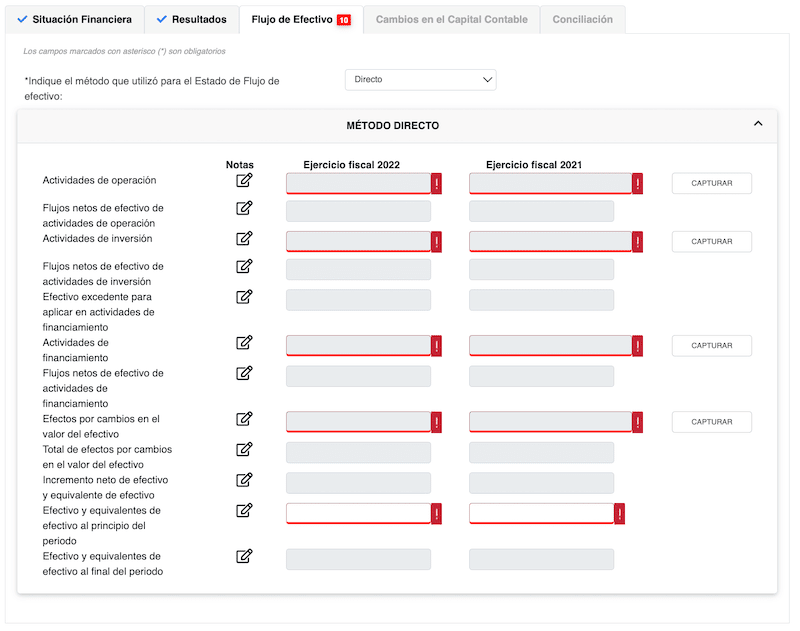 Situación Financiera Resultados Flujo de Efectivo 10 Cambios en el Capital Contable Conciliación
Los campos marcados con asterisco (*) son obligatorios
*Indique el método que utilizó para el Estado de Flujo de
efectivo:
Directo
MÉTODO DIRECTO
Notas Ejercicio fiscal 2022 Ejercicio fiscal 2021
Actividades de operación ! ! CAPTURAR
Flujos netos de efectivo de
actividades de operación
Actividades de inversión ! ! CAPTURAR
Flujos netos de efectivo de
actividades de inversión
Efectivo excedente para
aplicar en actividades de
financiamiento
Actividades de
financiamiento
! ! CAPTURAR
Flujos netos de efectivo de
actividades de
financiamiento
Efectos por cambios en el
valor del efectivo
! ! CAPTURAR
Total de efectos por cambios
en el valor del efectivo
Incremento neto de efectivo
y equivalente de efectivo
Efectivo y equivalentes de
efectivo al principio del
periodo
! !
Efectivo y equivalentes de
efectivo al final del periodo